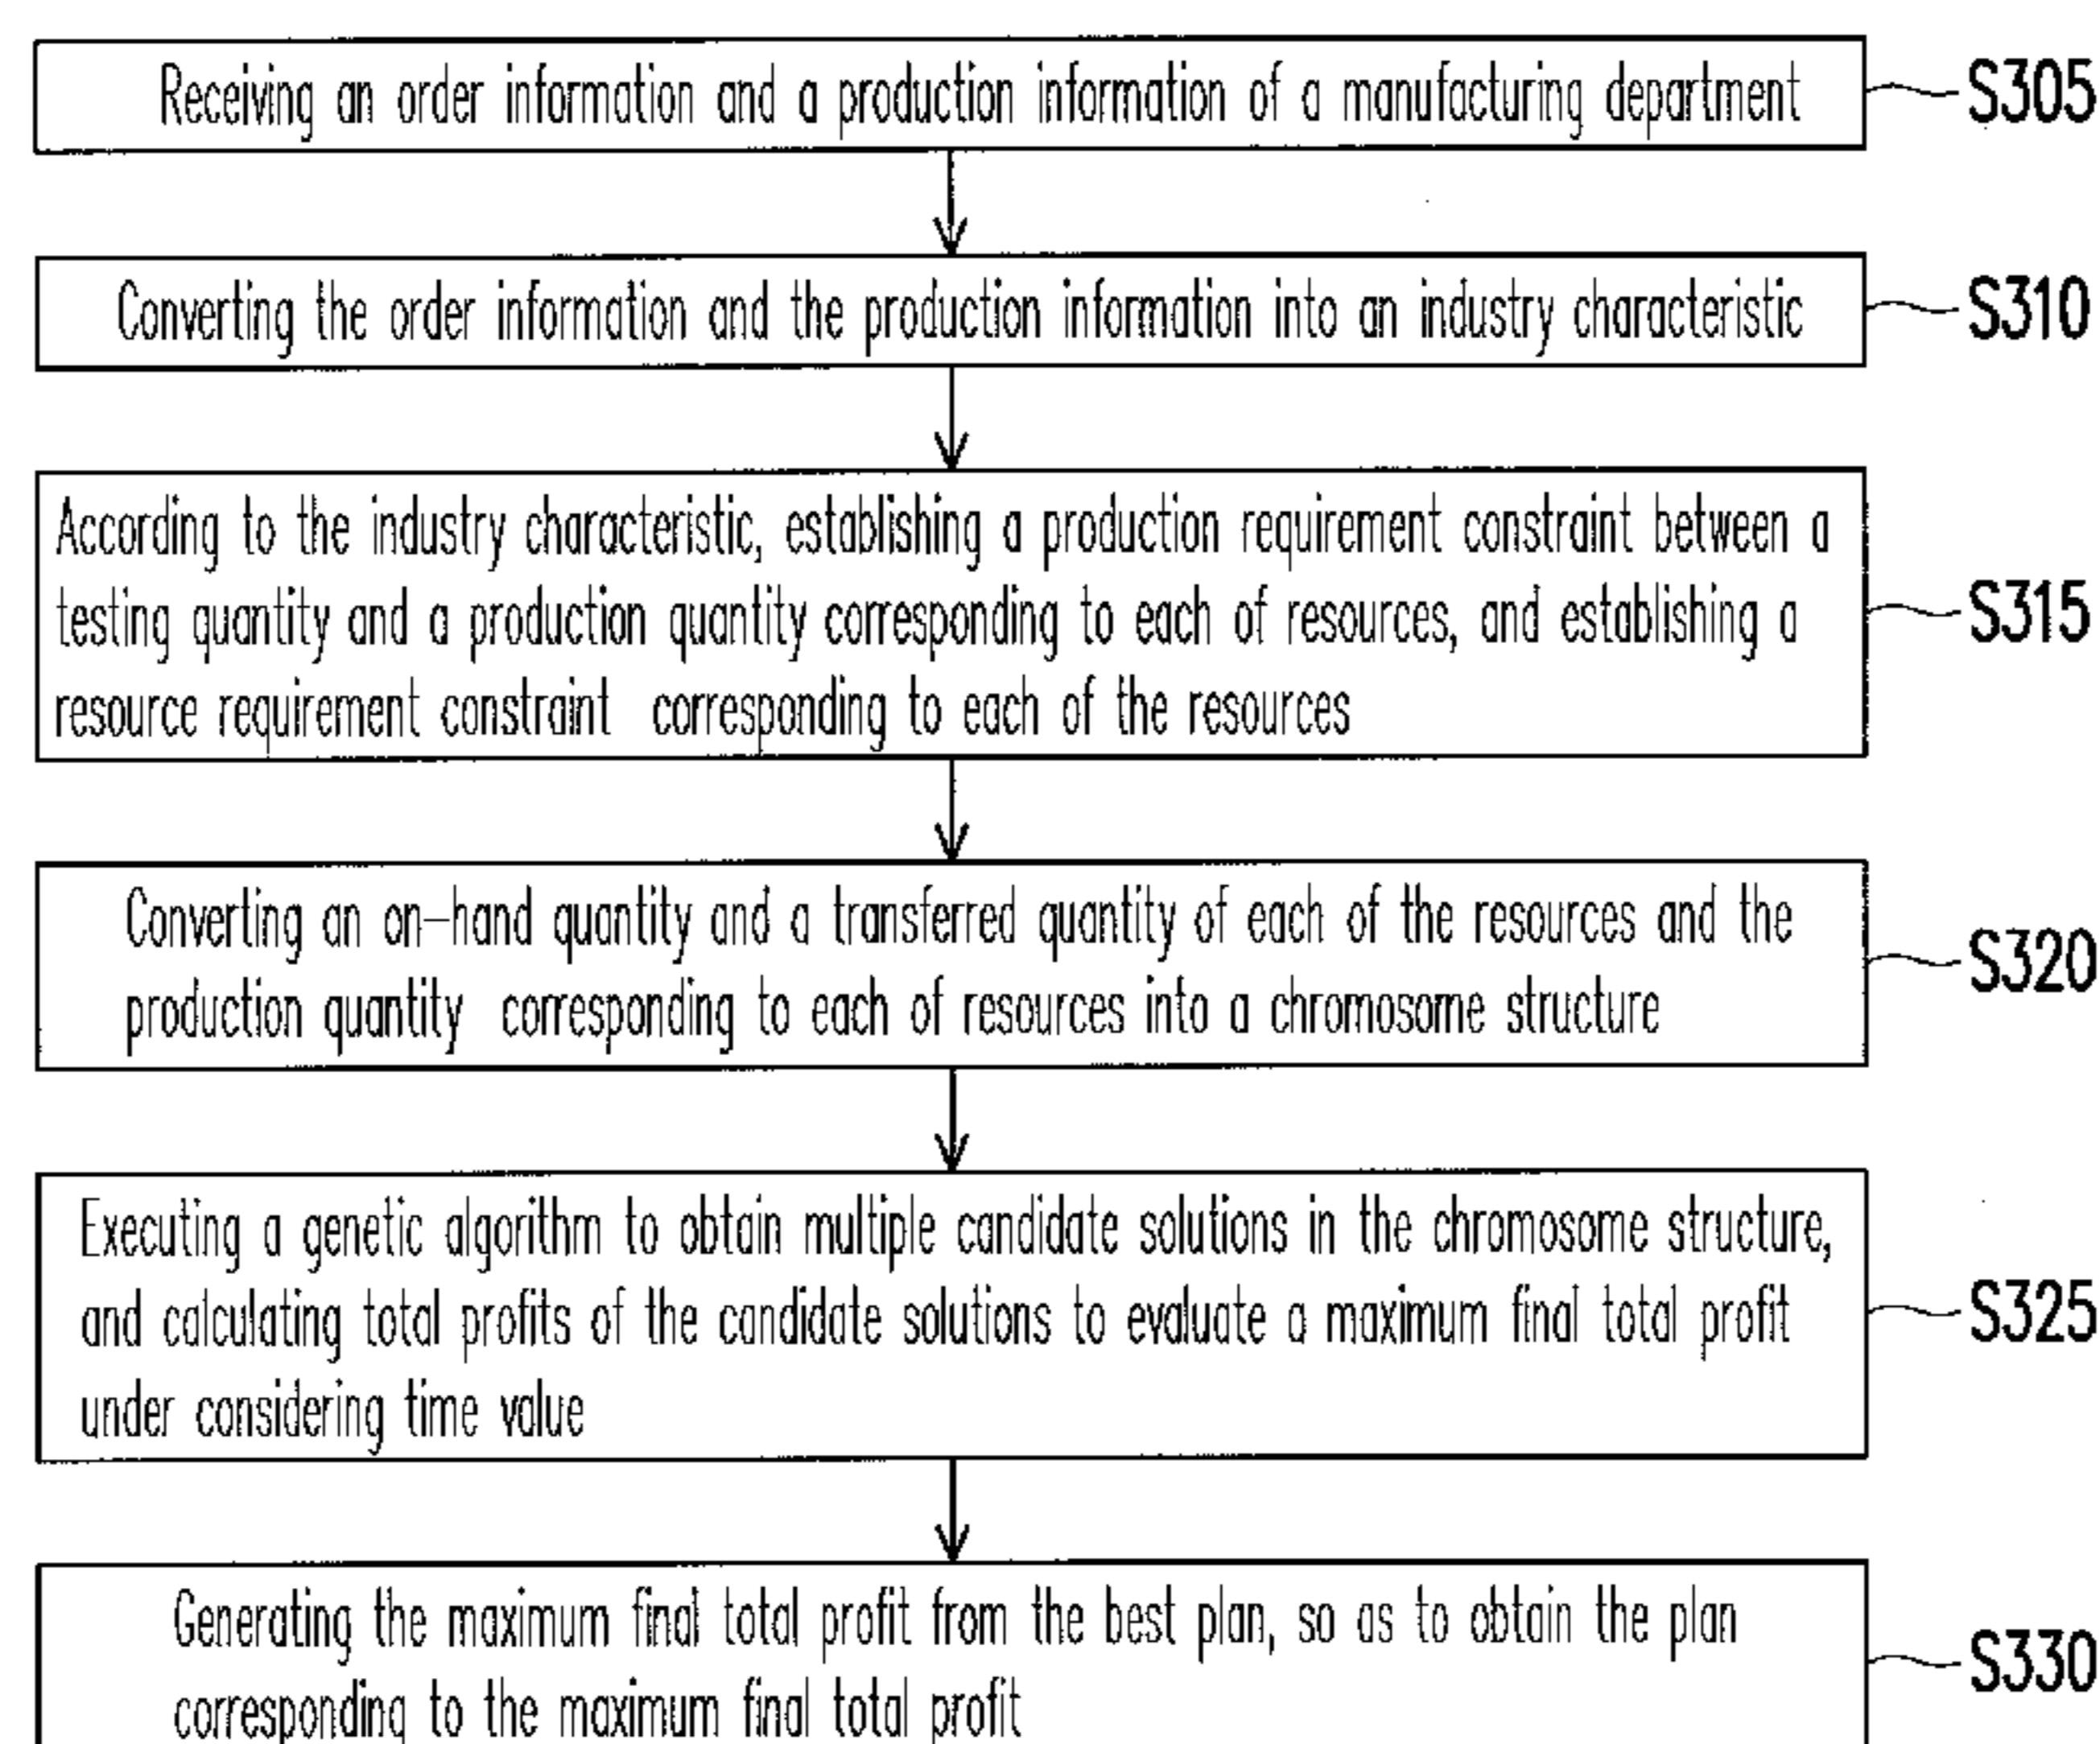 Receiving an order information and a production information of a manufacturing department
S305
Converting the order information and the production information into an industry characteristic
S310
According to the industry characteristic, establishing a production requirement constraint between a
testing quantity and a production quantity corresponding to each of resources, and establishing a
resource requirement constraint corresponding to each of the resources
S315
Converting an on-hand quantity and a transferred quantity of each of the resources and the
production quantity corresponding to each of resources into a chromosome structure
S320
Executing a genetic algorithm to obtain multiple candidate solutions in the chromosome structure,
and calculating total profits of the candidate solutions to evaluate a maximum final total profit
under considering time value
S325
Generating the maximum final total profit from the best plan, so as to obtain the plan
corresponding to the maximum final total profit
S330